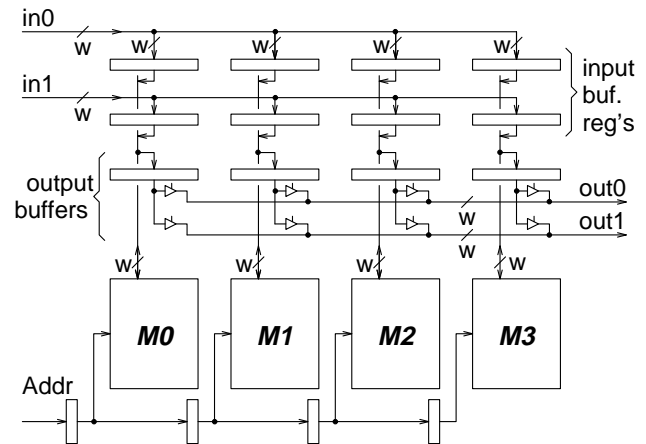 in0
w w w w w
input
buf.
reg's
in1
w
output
buffers
out0
w
out1
w
w w w w
M0 M1 M2 M3
Addr